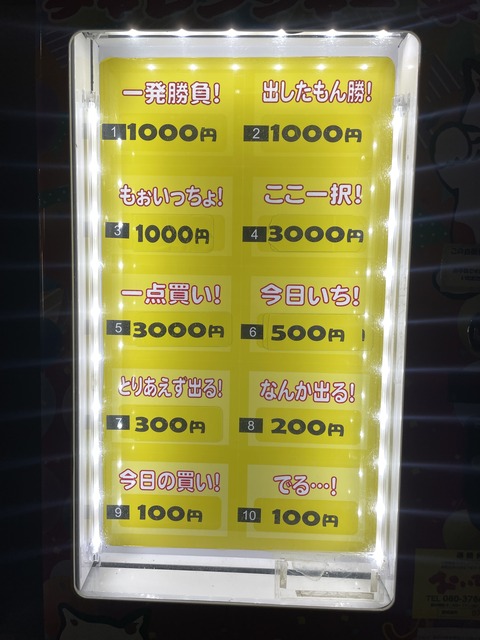 一発勝負!
1 1000円
出したもん勝!
2 1000円
もぉいっちょ!
3 1000円
ここ一択!
4 3000円
一点買い!
5 3000円
今日いち!
6 500円
とりあえず出る!
7 300円
なんか出る!
8 200円
今日の買い!
9 100円
でる…!
10 100円